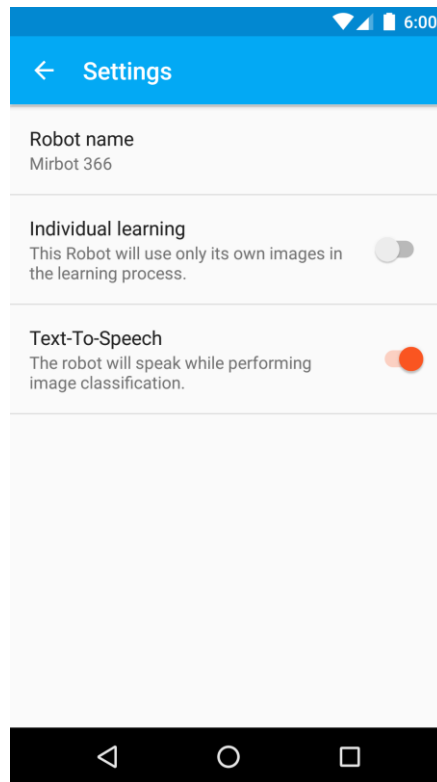 6:00
Settings
Robot name
Mirbot 366
Individual learning
This Robot will use only its own images in
the learning process.
Text-To-Speech
The robot will speak while performing
image classification.